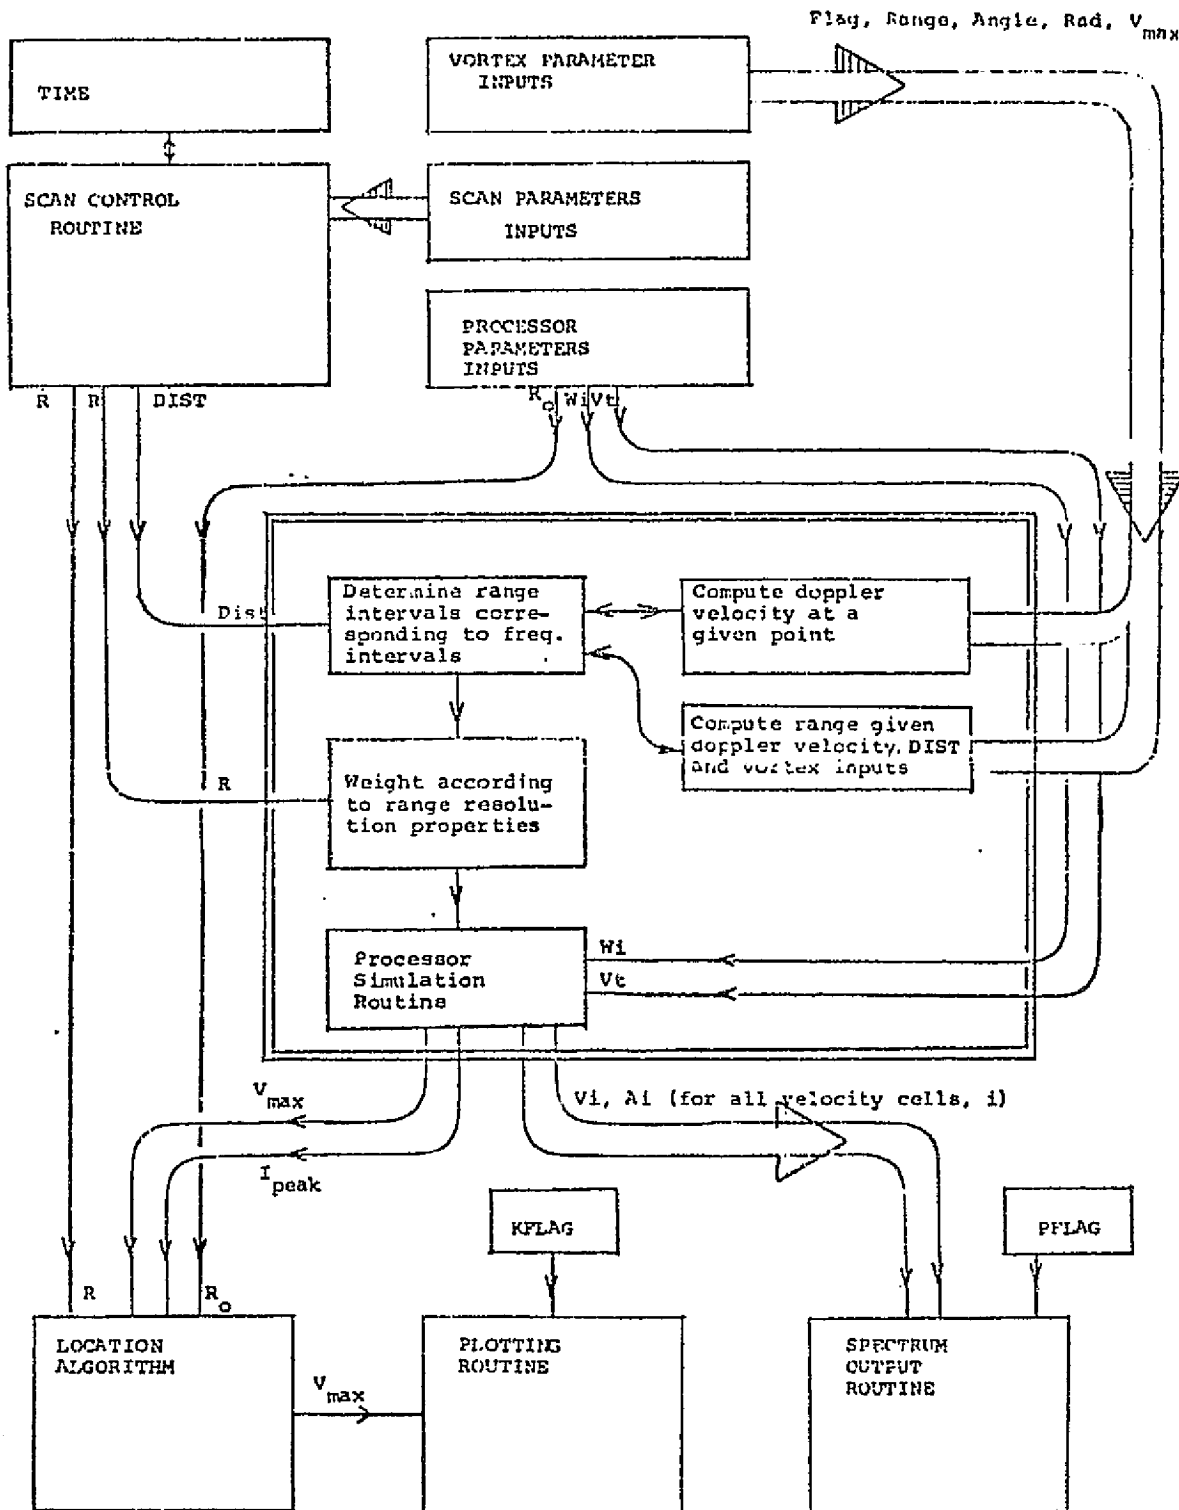 Flag, Range, Angle, Rad, Vmax
TIME
VORTEX PARAMETER
INPUTS
SCAN CONTROL
ROUTINE
SCAN PARAMETERS
INPUTS
PROCESSOR
PARAMETERS
INPUTS
R R DIST
Ro Wi Vt
Dist
Determine range
intervals corre-
sponding to freq.
intervals
Compute doppler
velocity at a
given point
Compute range given
doppler velocity, DIST
and vortex inputs
R
Weight according
to range resolu-
tion properties
Processor
Simulation
Routine
Wi
Vt
Vmax
Vi, Ai (for all velocity cells, i)
Ipeak
KFLAG
PFLAG
R
Ro
LOCATION
ALGORITHM
Vmax
PLOTTING
ROUTINE
SPECTRUM
OUTPUT
ROUTINE